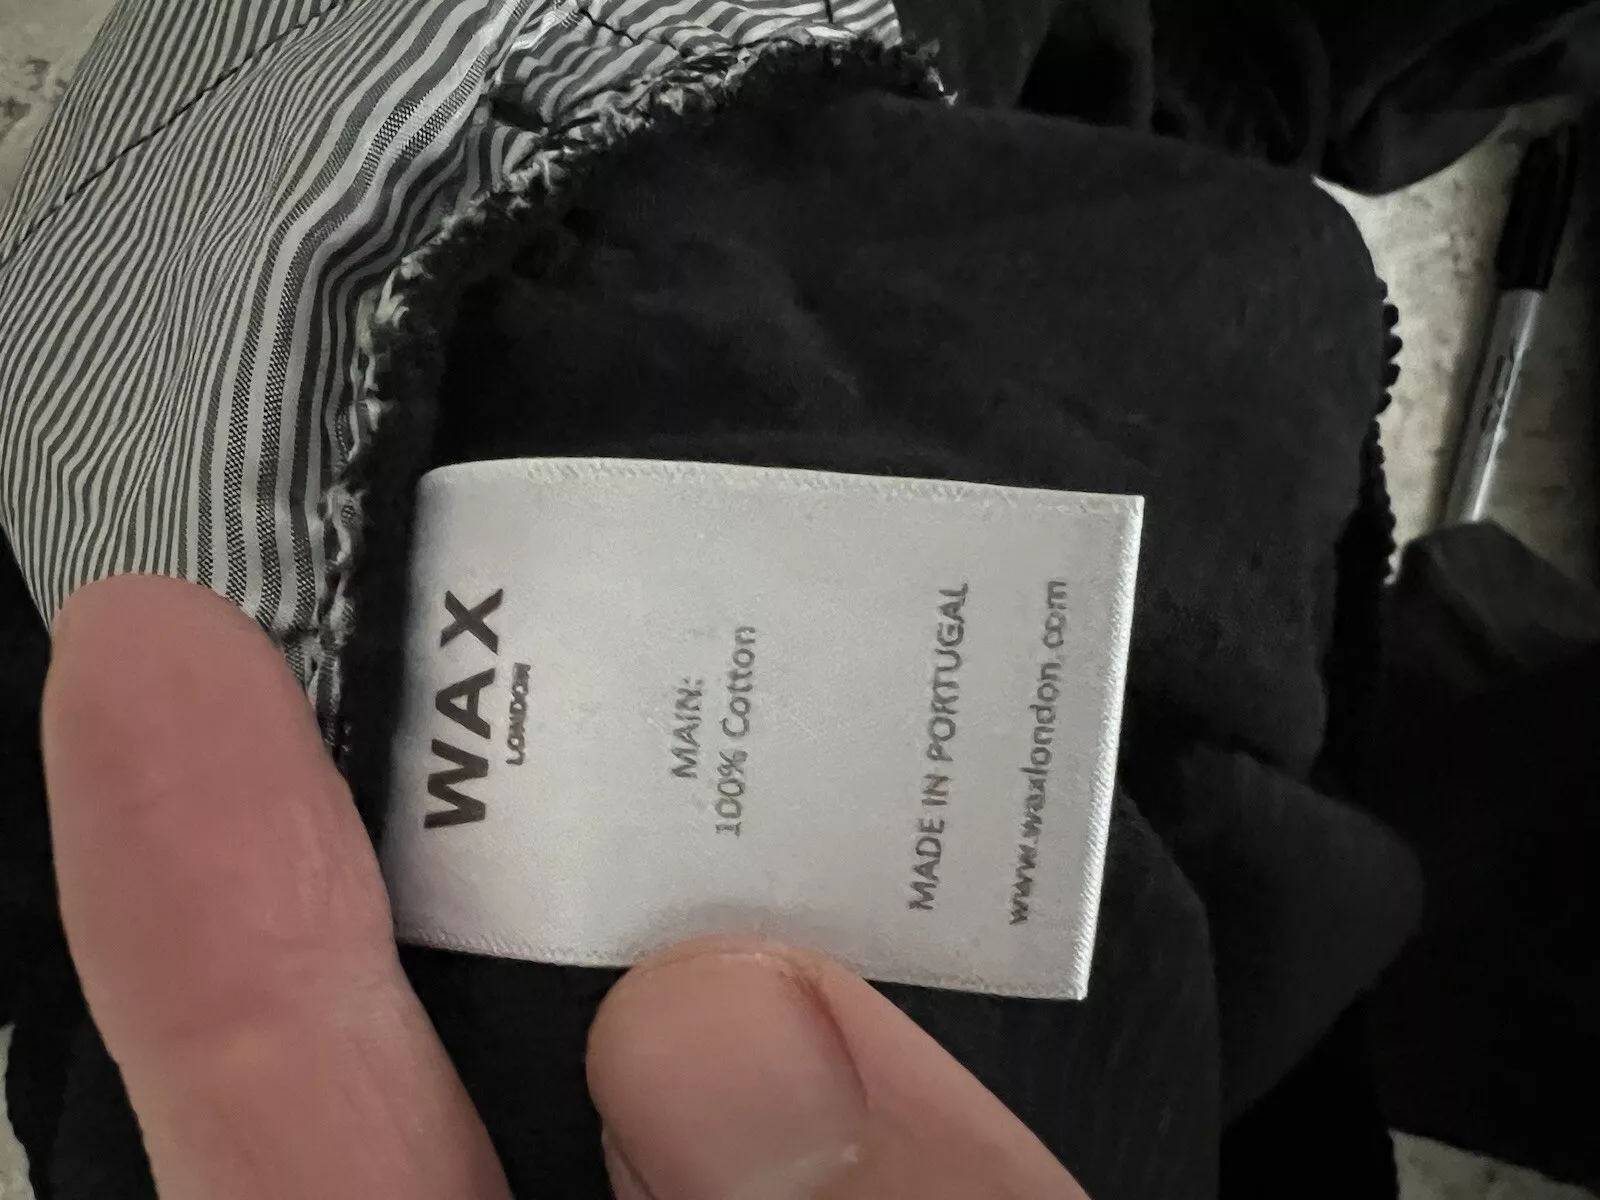 WAX
LONDON
MAIN:
100% Cotton
MADE IN PORTUGAL
www.waxlondon.com